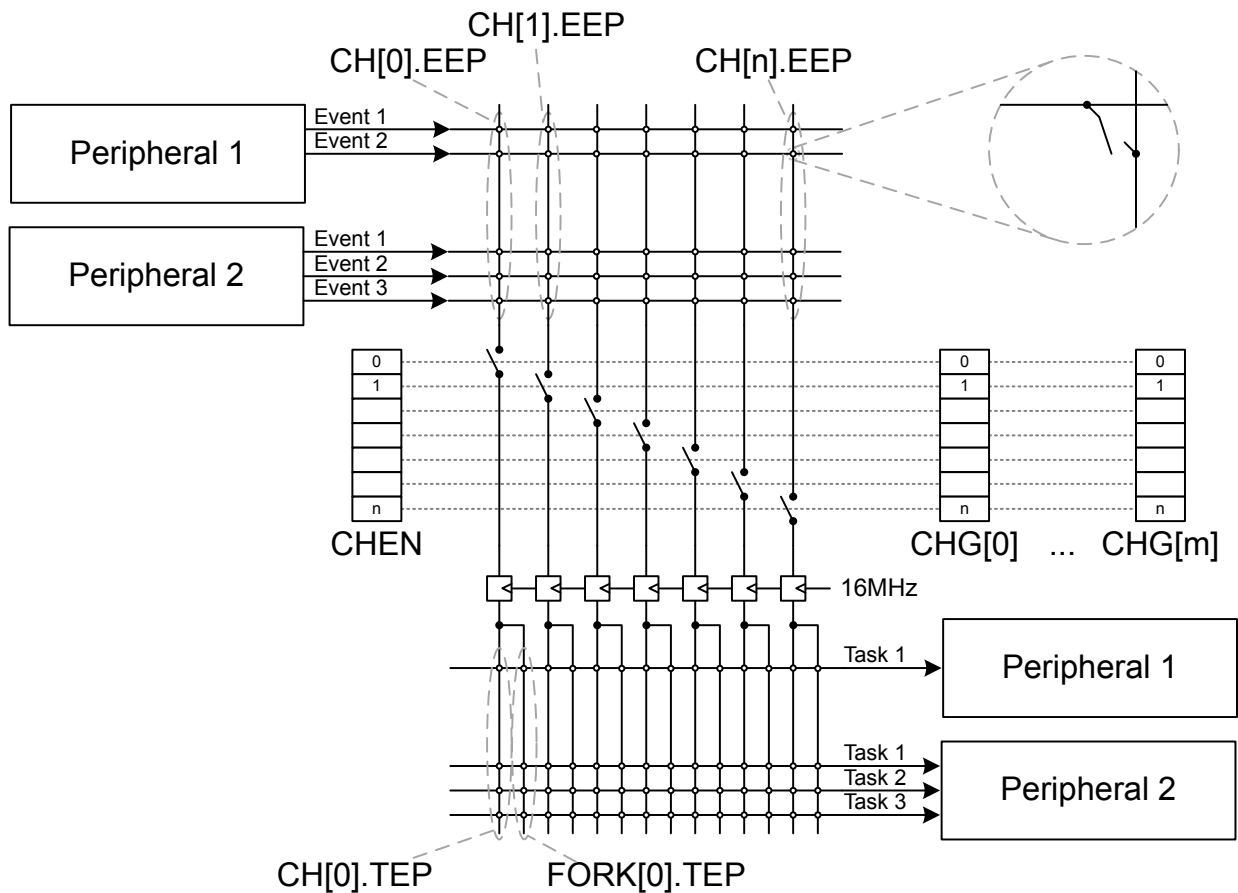 CH[1].EEP
CH[0].EEP
CH[n].EEP
Peripheral 1
Event 1
Event 2
Peripheral 2
Event 1
Event 2
Event 3
0 0 0
1 1 1
n n n
CHEN
CHG[0] ... CHG[m]
16MHz
Task 1
Peripheral 1
Task 1
Task 2
Task 3
Peripheral 2
CH[0].TEP
FORK[0].TEP